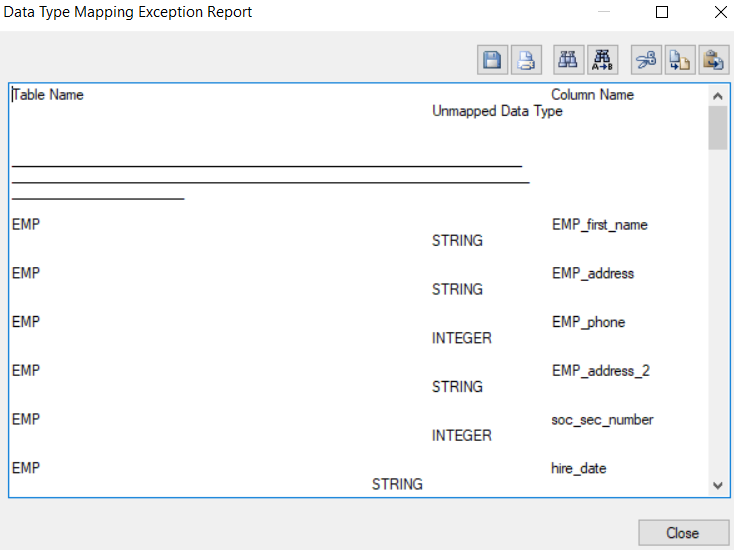 Data Type Mapping Exception Report
A→B
Table Name Column Name
Unmapped Data Type
EMP EMP_first_name
STRING
EMP EMP_address
STRING
EMP EMP_phone
INTEGER
EMP EMP_address_2
STRING
EMP soc_sec_number
INTEGER
EMP hire_date
STRING
Close